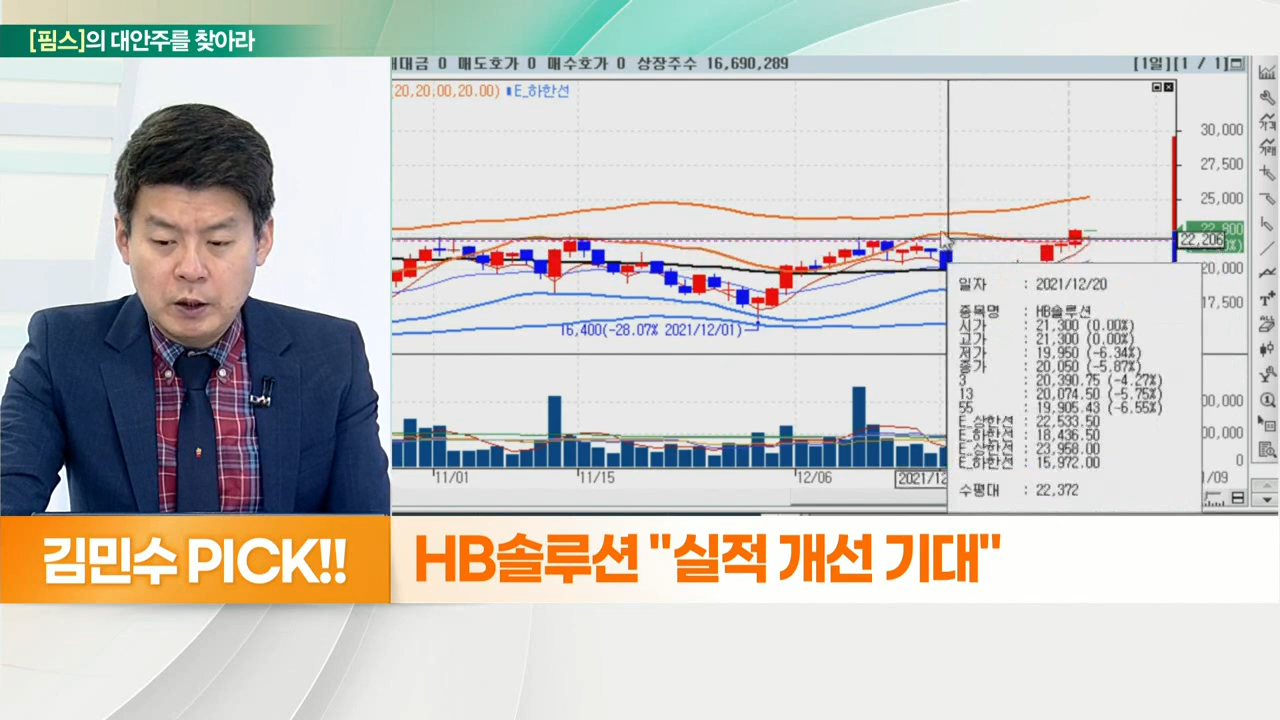 [핌스]의 대안주를 찾아라
대금 0 매도호가 0 매수호가 0 상장주수 16,690,289 [1일][1 / 1]
(20,20.00,20.00) ■E_하한선
30,000
27,500
25,000
22,800
22,206
20,000
17,500
16,400(-28.07% 2021/12/01)
일자 : 2021/12/20
종목명 : HB솔루션
시가 : 21,300 (0.00%)
고가 : 21,300 (0.00%)
저가 : 19,950 (-6.34%)
종가 : 20,050 (-5.87%)
3 : 20,390.75 (-4.27%)
13 : 20,074.50 (-5.75%)
55 : 19,905.43 (-6.55%)
E_상한선 : 22,533.50
E_하한선 : 18,436.50
E_상한선 : 23,958.00
E_하한선 : 15,972.00
수평대 : 22,372
0
11/01 11/15 12/06 2021/12 /09
김민수 PICK!!
HB솔루션 "실적 개선 기대"